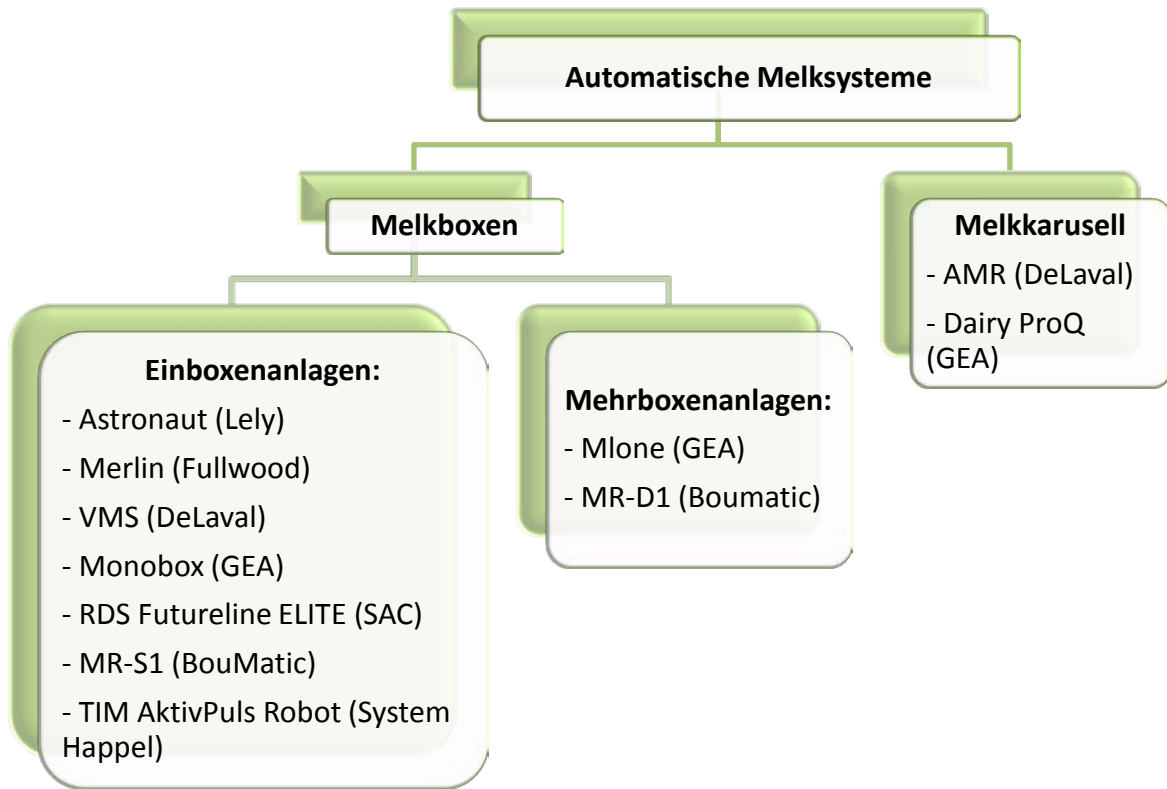 Automatische Melksysteme
Melkboxen
Melkkarusell
- AMR (DeLaval)
- Dairy ProQ
(GEA)
Einboxenanlagen:
- Astronaut (Lely)
- Merlin (Fullwood)
- VMS (DeLaval)
- Monobox (GEA)
- RDS Futureline ELITE (SAC)
- MR-S1 (BouMatic)
- TIM AktivPuls Robot (System
Happel)
Mehrboxenanlagen:
- Mlone (GEA)
- MR-D1 (Boumatic)